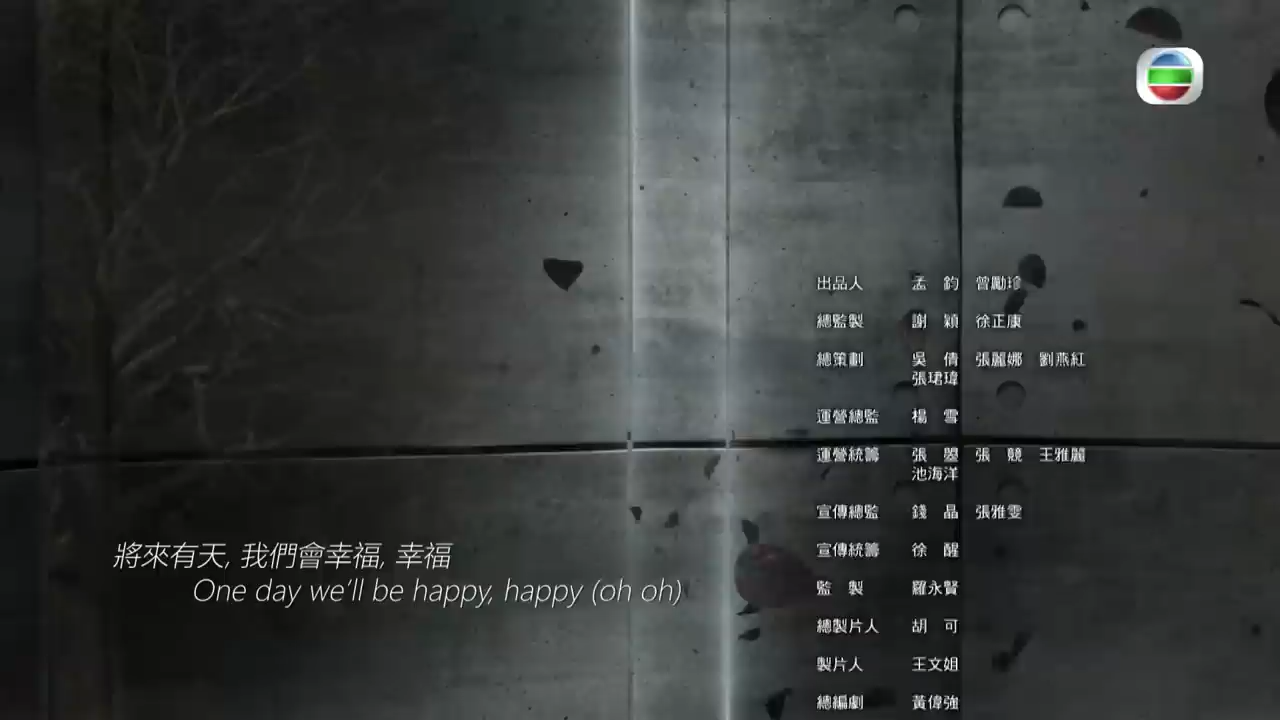 出品人 孟 鈞 曾勵珍
總監製 謝 穎 徐正康
總策劃 吳 倩 張麗娜 劉燕紅
張珺瑋
運營總監 楊 雪
運營統籌 張 曌 張 競 王雅麗
池海洋
宣傳總監 錢 晶 張雅雯
宣傳統籌 徐 醒
監 製 羅永賢
總製片人 胡 可
製片人 王文姐
總編劇 黃偉強
將來有天, 我們會幸福, 幸福
One day we'll be happy, happy (oh oh)